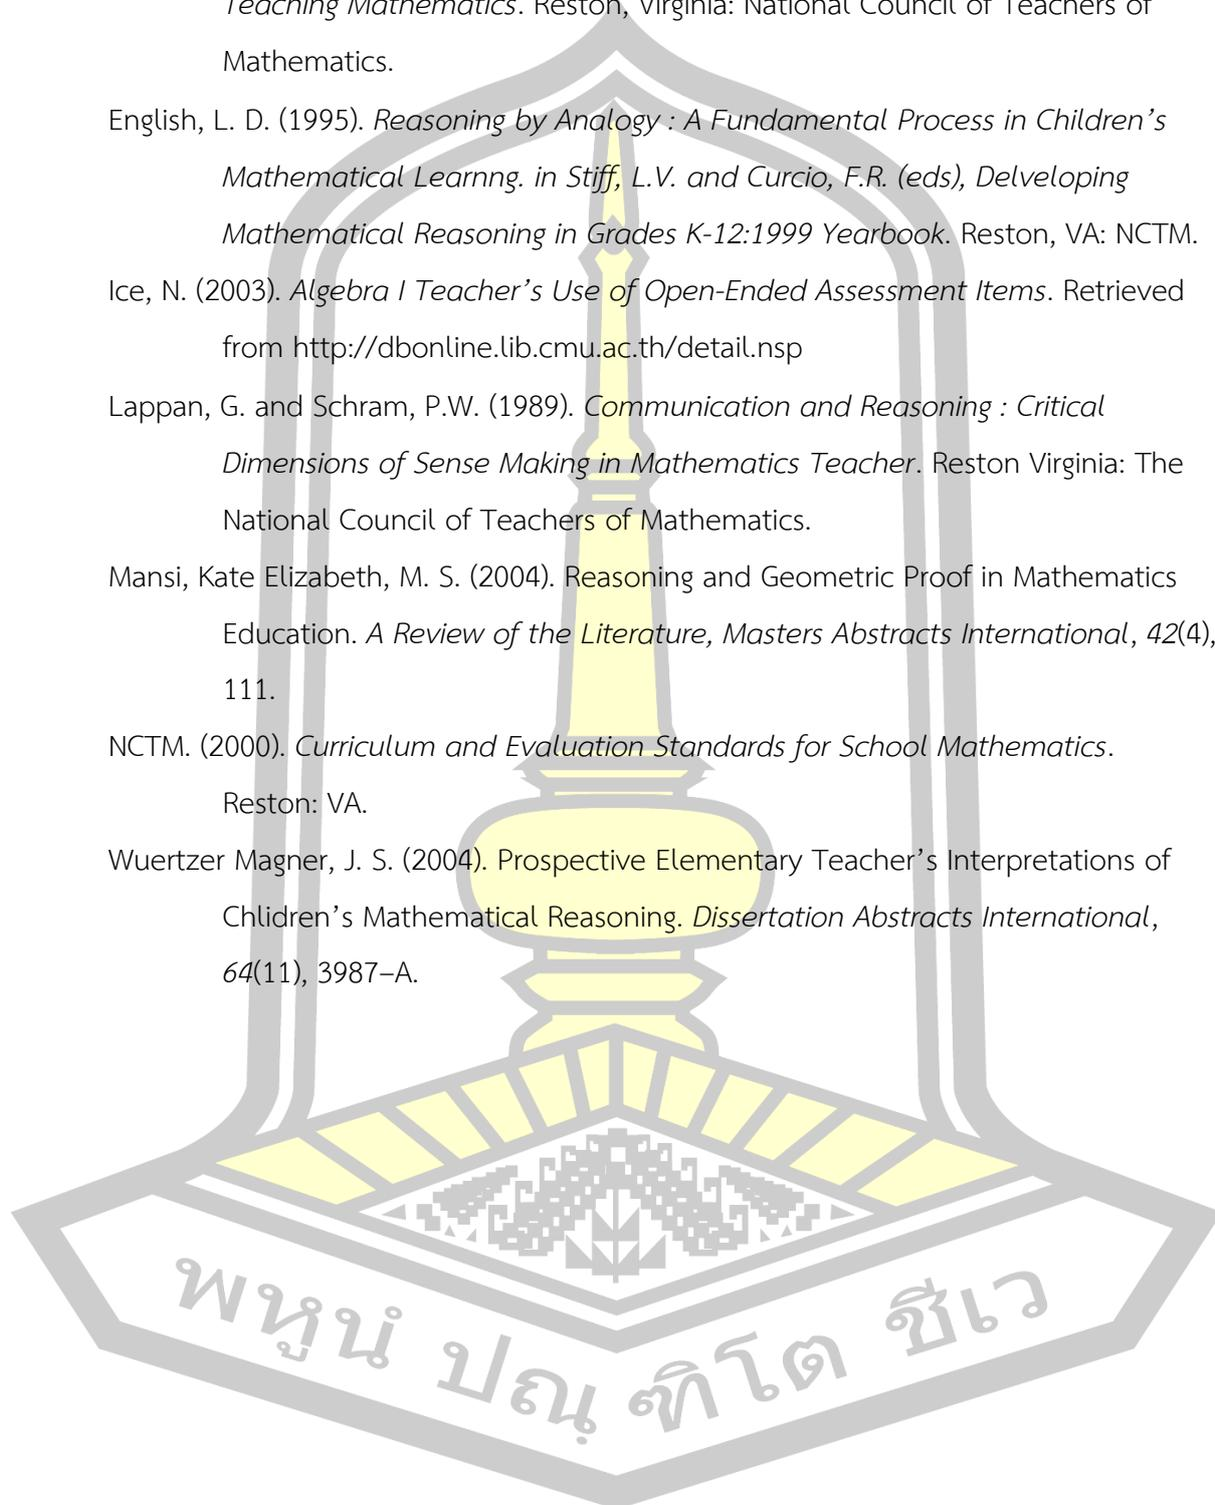 Teaching Mathematics. Reston, Virginia: National Council of Teachers of
Mathematics.
English, L. D. (1995). Reasoning by Analogy : A Fundamental Process in Children’s
Mathematical Learnng. in Stiff, L.V. and Curcio, F.R. (eds), Delveloping
Mathematical Reasoning in Grades K-12:1999 Yearbook. Reston, VA: NCTM.
Ice, N. (2003). Algebra I Teacher’s Use of Open-Ended Assessment Items. Retrieved
from http://dbonline.lib.cmu.ac.th/detail.nsp
Lappan, G. and Schram, P.W. (1989). Communication and Reasoning : Critical
Dimensions of Sense Making in Mathematics Teacher. Reston Virginia: The
National Council of Teachers of Mathematics.
Mansi, Kate Elizabeth, M. S. (2004). Reasoning and Geometric Proof in Mathematics
Education. A Review of the Literature, Masters Abstracts International, 42(4),
111.
NCTM. (2000). Curriculum and Evaluation Standards for School Mathematics.
Reston: VA.
Wuertzer Magner, J. S. (2004). Prospective Elementary Teacher’s Interpretations of
Chlidren’s Mathematical Reasoning. Dissertation Abstracts International,
64(11), 3987–A.
พหูนํ ปณฺฑิโต ชีเว